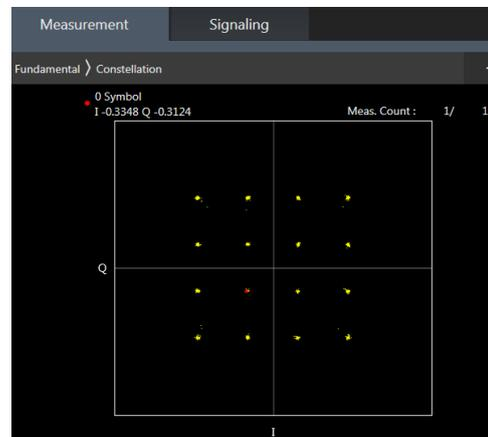 Measurement Signaling
Fundamental 〉 Constellation
0 Symbol
I -0.3348 Q -0.3124 Meas. Count : 1/ 1
Q
I